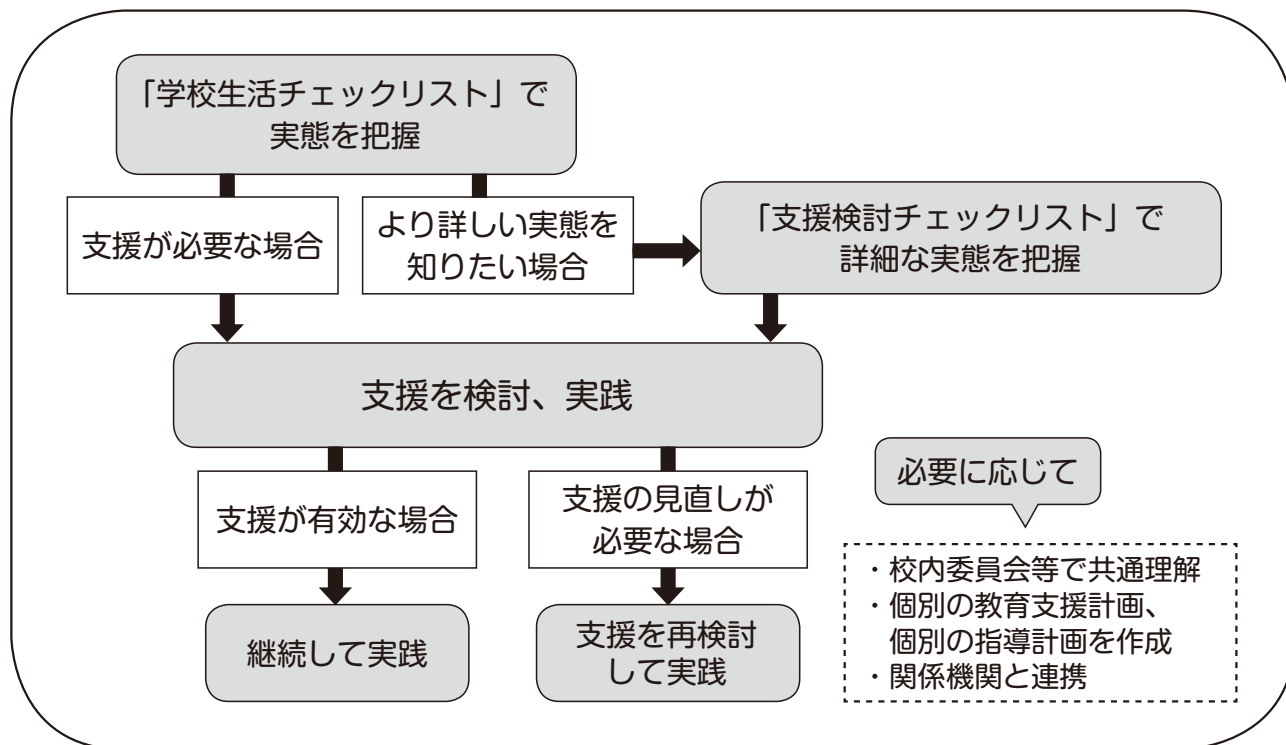 「学校生活チェックリスト」で
実態を把握
支援が必要な場合
より詳しい実態を
知りたい場合
「支援検討チェックリスト」で
詳細な実態を把握
支援を検討、実践
支援が有効な場合
支援の見直しが
必要な場合
継続して実践
支援を再検討
して実践
必要に応じて
・校内委員会等で共通理解
・個別の教育支援計画、
個別の指導計画を作成
・関係機関と連携